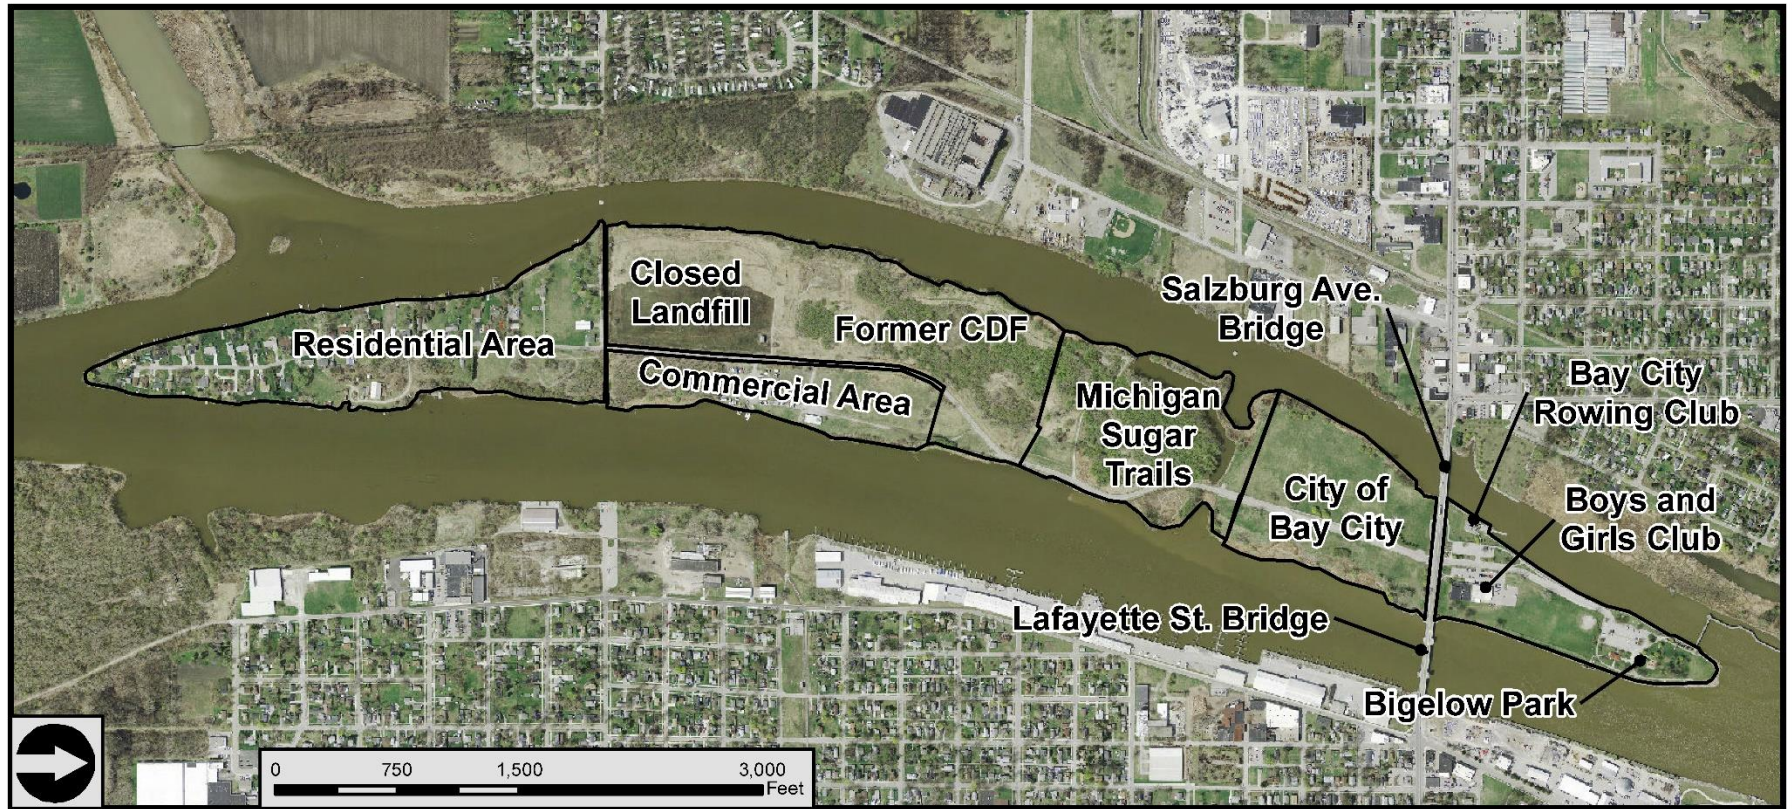 Closed
Landfill
Residential Area
Former CDF
Commercial Area
Michigan
Sugar
Trails
Salzburg Ave.
Bridge
Bay City
Rowing Club
City of
Bay City
Boys and
Girls Club
Lafayette St. Bridge
Bigelow Park
0 750 1,500 3,000
Feet